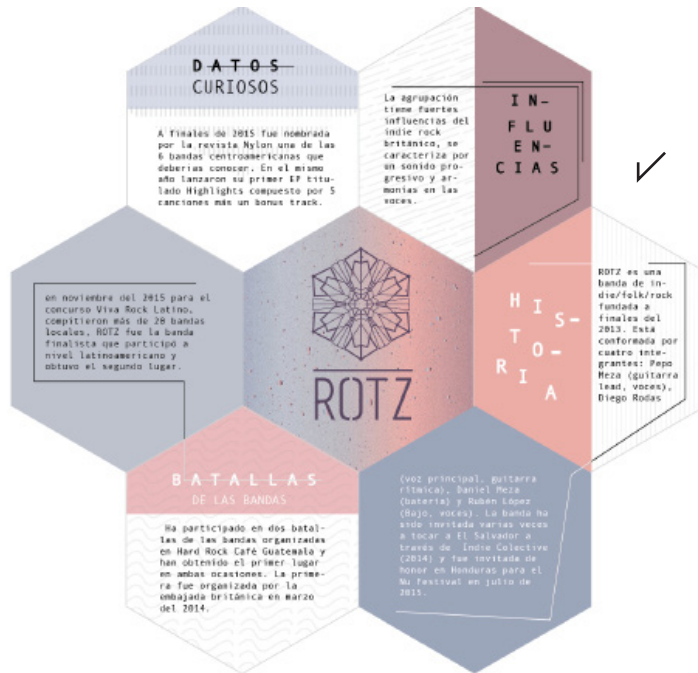 DATOS
CURIOSOS
A finales de 2015 fue nombrada
por la revista Nylon una de las
6 bandas centroamericanas que
deberías conocer. En el mismo
año lanzaron su primer EP titu-
lado Highlights compuesto por 5
canciones más un bonus track.
La agrupación
tiene fuertes
influencias del
indie rock
británico, se
caracteriza por
un sonido pro-
gresivo y ar-
monías en las
voces.
IN-
FLU
EN-
CIAS
en noviembre del 2015 para el
concurso Viva Rock Latino,
compitieron más de 20 bandas
locales, ROTZ fue la banda
finalista que participó a
nivel latinoamericano y
obtuvo el segundo lugar.
ROTZ
HIS-
TO-
RIA
ROTZ es una
banda de in-
die/folk/rock
fundada a
finales del
2013. Está
conformada por
cuatro inte-
grantes: Pepo
Meza (guitarra
lead, voces),
Diego Rodas
(voz principal, guitarra
rítmica), Daniel Meza
(batería) y Rubén López
(Bajo, voces). La banda ha
sido invitada varias veces
a tocar a El Salvador a
través de Indie Colective
(2014) y fue invitada de
honor en Honduras para el
Nu Festival en julio de
2015.
BATALLAS
DE LAS BANDAS
Ha participado en dos batal-
las de las bandas organizadas
en Hard Rock Café Guatemala y
han obtenido el primer lugar
en ambas ocasiones. La prime-
ra fue organizada por la
embajada británica en marzo
del 2014.